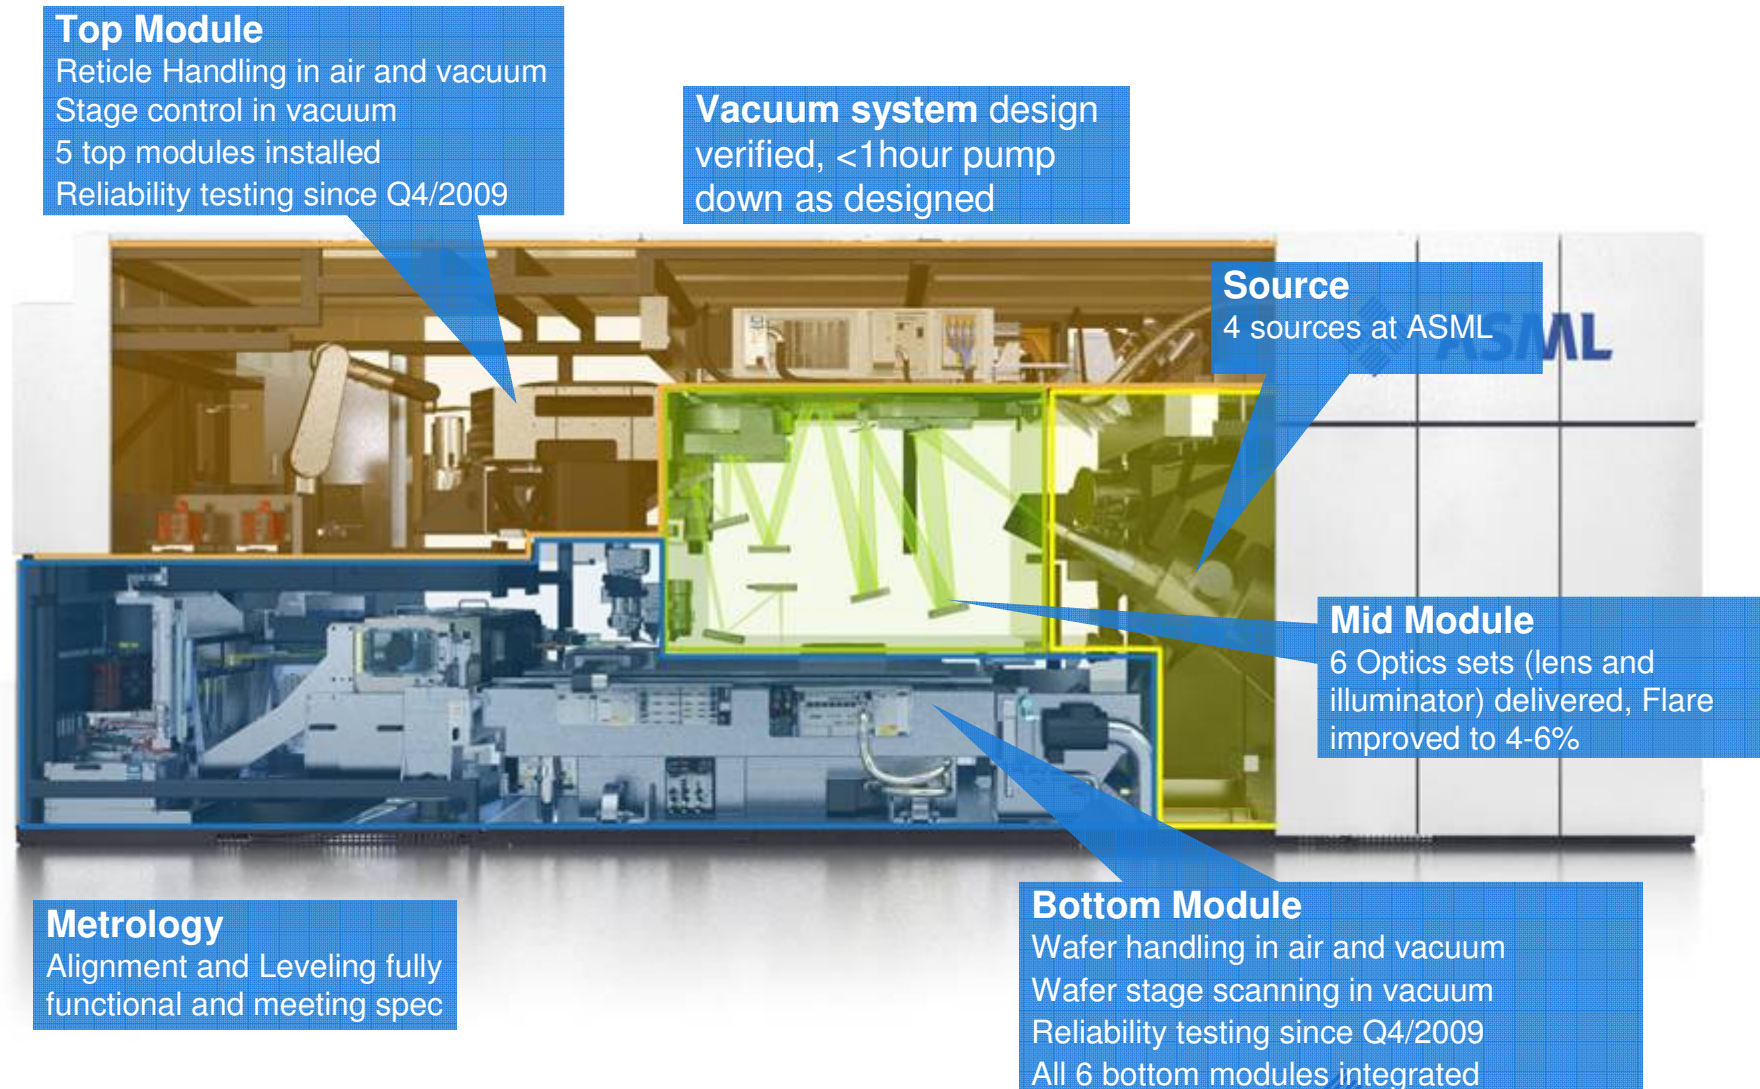 Top Module
Reticle Handling in air and vacuum
Stage control in vacuum
5 top modules installed
Reliability testing since Q4/2009
Vacuum system design
verified, <1hour pump
down as designed
Source
4 sources at ASML
ASML
Mid Module
6 Optics sets (lens and
illuminator) delivered, Flare
improved to 4-6%
Metrology
Alignment and Leveling fully
functional and meeting spec
Bottom Module
Wafer handling in air and vacuum
Wafer stage scanning in vacuum
Reliability testing since Q4/2009
All 6 bottom modules integrated